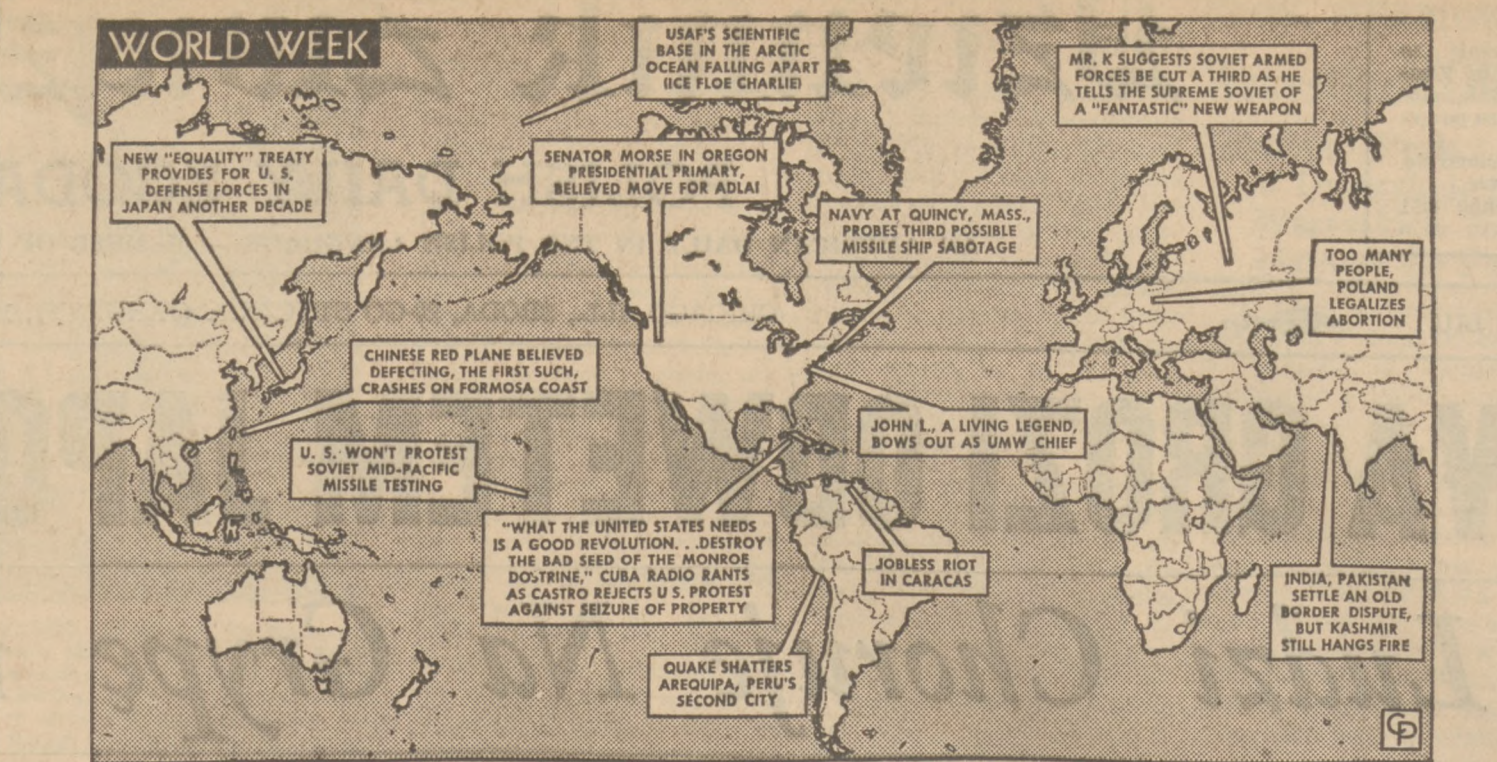 WORLD WEEK
USAF'S SCIENTIFIC
BASE IN THE ARCTIC
OCEAN FALLING APART
(ICE FLOE CHARLIE)
MR. K SUGGESTS SOVIET ARMED
FORCES BE CUT A THIRD AS HE
TELLS THE SUPREME SOVIET OF
A "FANTASTIC" NEW WEAPON
NEW "EQUALITY" TREATY
PROVIDES FOR U. S.
DEFENSE FORCES IN
JAPAN ANOTHER DECADE
SENATOR MORSE IN OREGON
PRESIDENTIAL PRIMARY,
BELIEVED MOVE FOR ADLAI
NAVY AT QUINCY, MASS.,
PROBES THIRD POSSIBLE
MISSILE SHIP SABOTAGE
TOO MANY
PEOPLE,
POLAND
LEGALIZES
ABORTION
CHINESE RED PLANE BELIEVED
DEFECTING, THE FIRST SUCH,
CRASHES ON FORMOSA COAST
JOHN L., A LIVING LEGEND,
BOWS OUT AS UMW CHIEF
U. S. WON'T PROTEST
SOVIET MID-PACIFIC
MISSILE TESTING
"WHAT THE UNITED STATES NEEDS
IS A GOOD REVOLUTION. . .DESTROY
THE BAD SEED OF THE MONROE
DOSTRINE," CUBA RADIO RANTS
AS CASTRO REJECTS U S. PROTEST
AGAINST SEIZURE OF PROPERTY
JOBLESS RIOT
IN CARACAS
INDIA, PAKISTAN
SETTLE AN OLD
BORDER DISPUTE,
BUT KASHMIR
STILL HANGS FIRE
QUAKE SHATTERS
AREQUIPA, PERU'S
SECOND CITY
CP